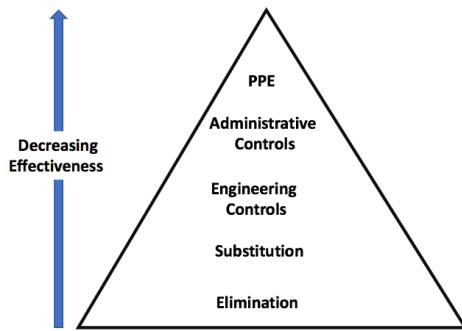 PPE
Administrative
Controls
Decreasing
Effectiveness
Engineering
Controls
Substitution
Elimination